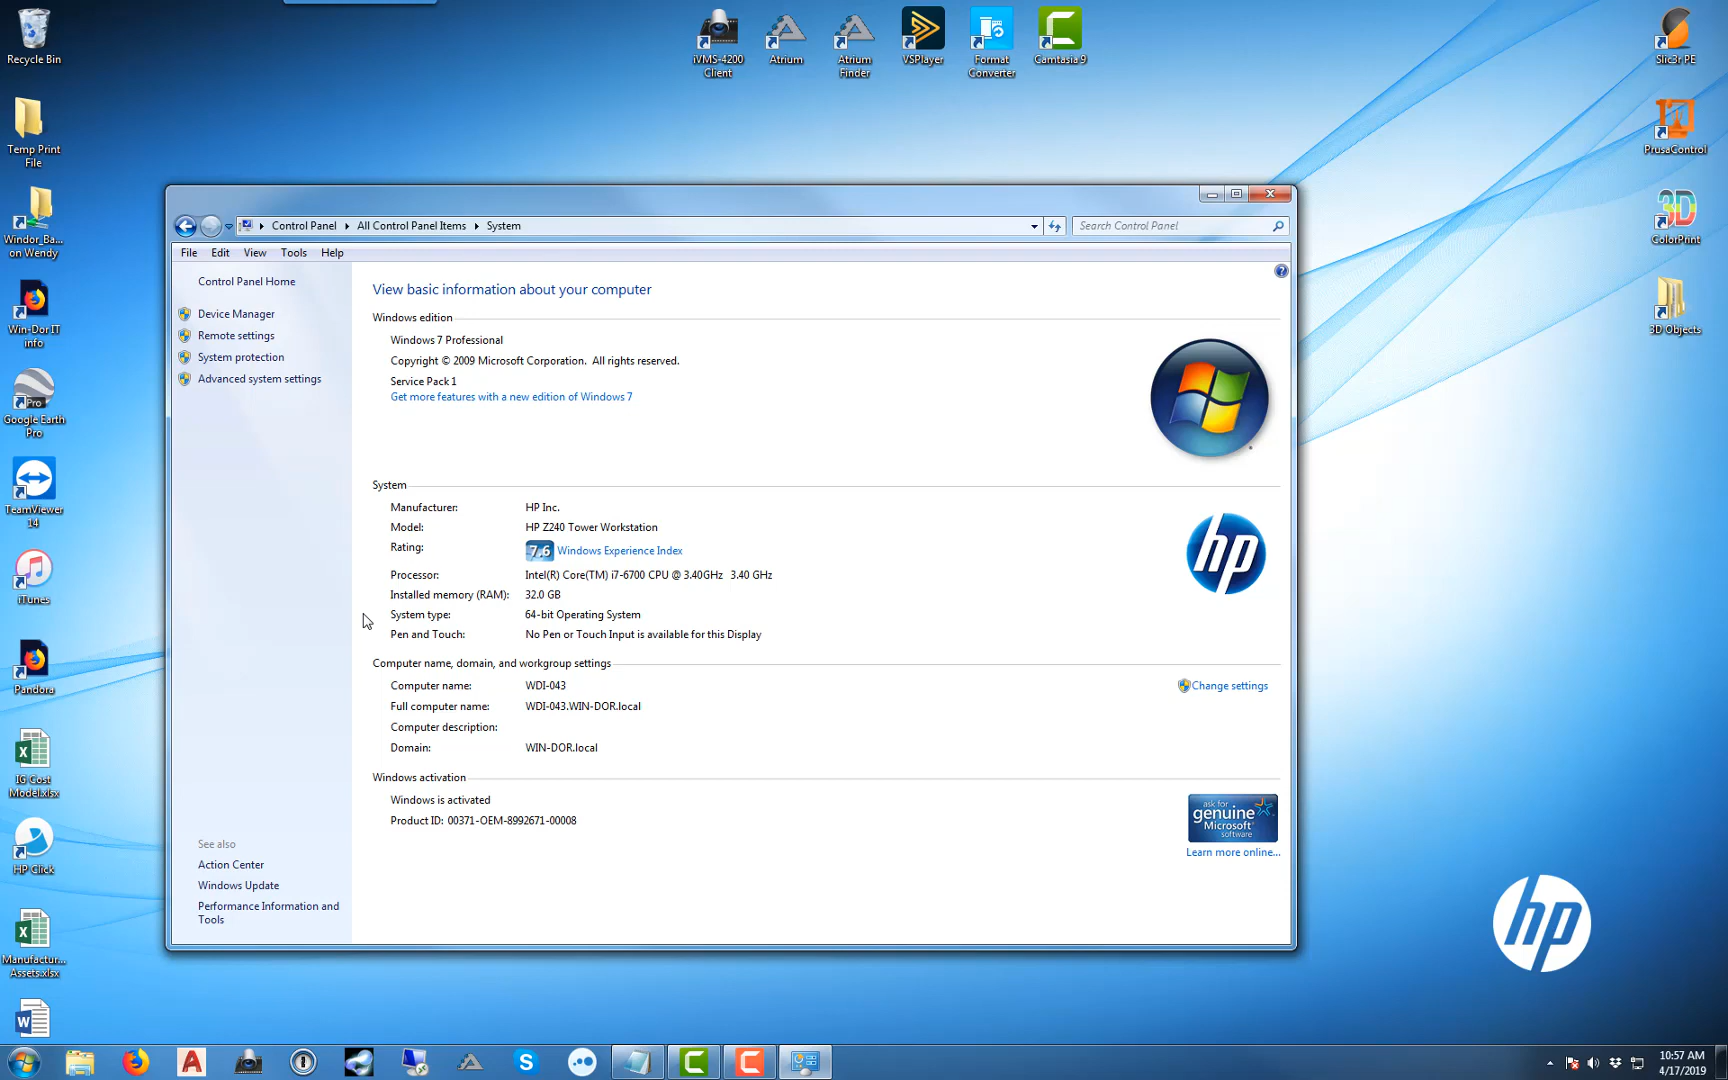 Recycle Bin
Temp Print
File
Windor_Ba...
on Wendy
Win-Dor IT
info
Pro
Google Earth
Pro
TeamViewer
14
iTunes
Pandora
IG Cost
Model.xlsx
HP Click
Manufactur...
Assets.xlsx
iVMS-4200
Client
Atrium
Atrium
Finder
VSPlayer
Format
Converter
Camtasia 9
Slic3r PE
PrusaControl
3D
ColorPrint
3D Objects
Control Panel
All Control Panel Items
System
Search Control Panel
File Edit View Tools Help
Control Panel Home
Device Manager
Remote settings
System protection
Advanced system settings
See also
Action Center
Windows Update
Performance Information and
Tools
View basic information about your computer
Windows edition
Windows 7 Professional
Copyright © 2009 Microsoft Corporation. All rights reserved.
Service Pack 1
Get more features with a new edition of Windows 7
System
Manufacturer: HP Inc.
Model: HP Z240 Tower Workstation
Rating: 7.6 Windows Experience Index
Processor: Intel(R) Core(TM) i7-6700 CPU @ 3.40GHz 3.40 GHz
Installed memory (RAM): 32.0 GB
System type: 64-bit Operating System
Pen and Touch: No Pen or Touch Input is available for this Display
hp
Computer name, domain, and workgroup settings
Computer name: WDI-043
Change settings
Full computer name: WDI-043.WIN-DOR.local
Computer description:
Domain: WIN-DOR.local
Windows activation
Windows is activated
Product ID: 00371-OEM-8992671-00008
ask for
genuine
Microsoft
software
Learn more online...
hp
10:57 AM
4/17/2019